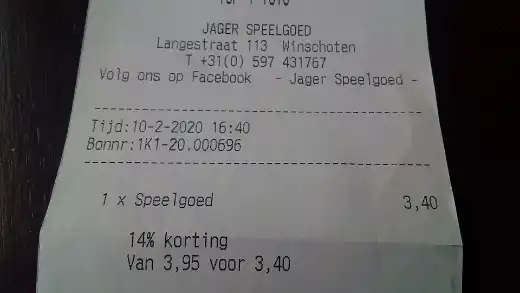 JAGER SPEELGOED
Langestraat 113 Winschoten
T +31(0) 597 431767
Volg ons op Facebook - Jager Speelgoed -
Tijd:10-2-2020 16:40
Bonnr:1K1-20.000696
1 x Speelgoed 3,40
14% korting
Van 3,95 voor 3,40